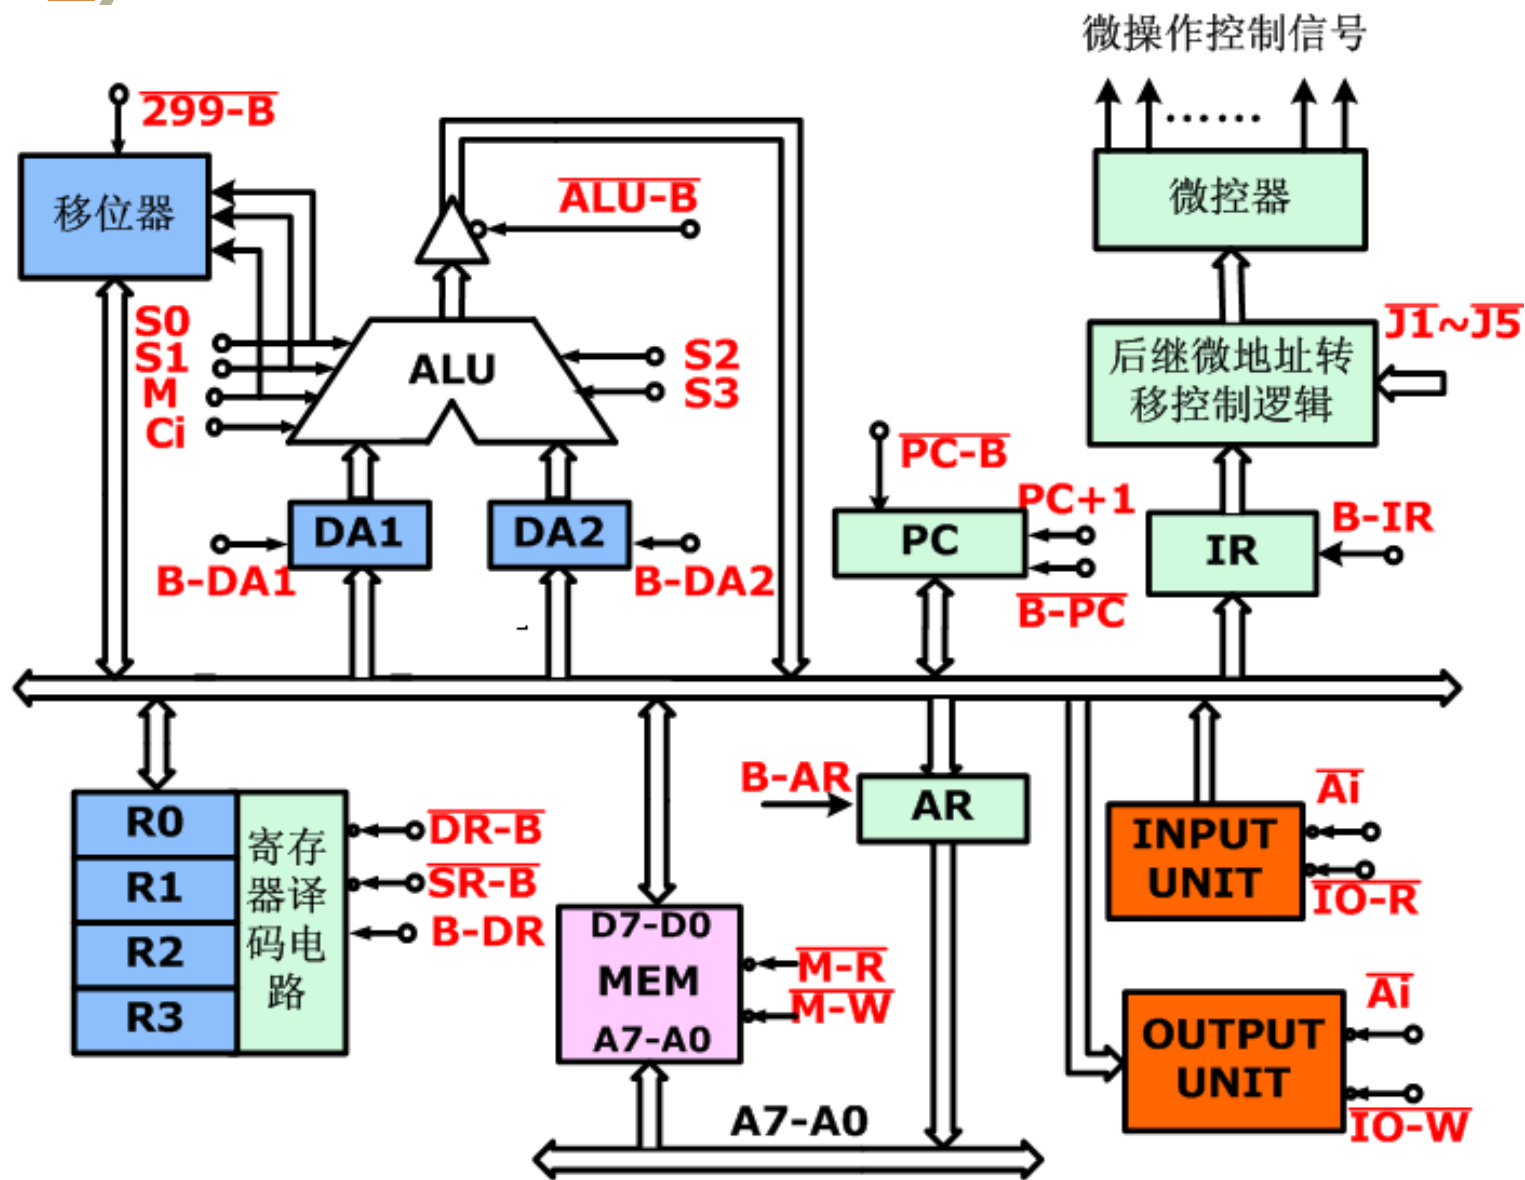 微操作控制信号
299-B
······
移位器
ALU-B
微控器
S0
S1
M
Ci
ALU
S2
S3
后继微地址转
移控制逻辑
J1~J5
PC-B
PC+1
B-PC
PC
B-IR
IR
DA1
DA2
B-DA1
B-DA2
R0
R1
R2
R3
寄存
器译
码电
路
DR-B
SR-B
B-DR
D7-D0
MEM
A7-A0
M-R
M-W
B-AR
AR
A7-A0
INPUT
UNIT
Ai
IO-R
OUTPUT
UNIT
Ai
IO-W